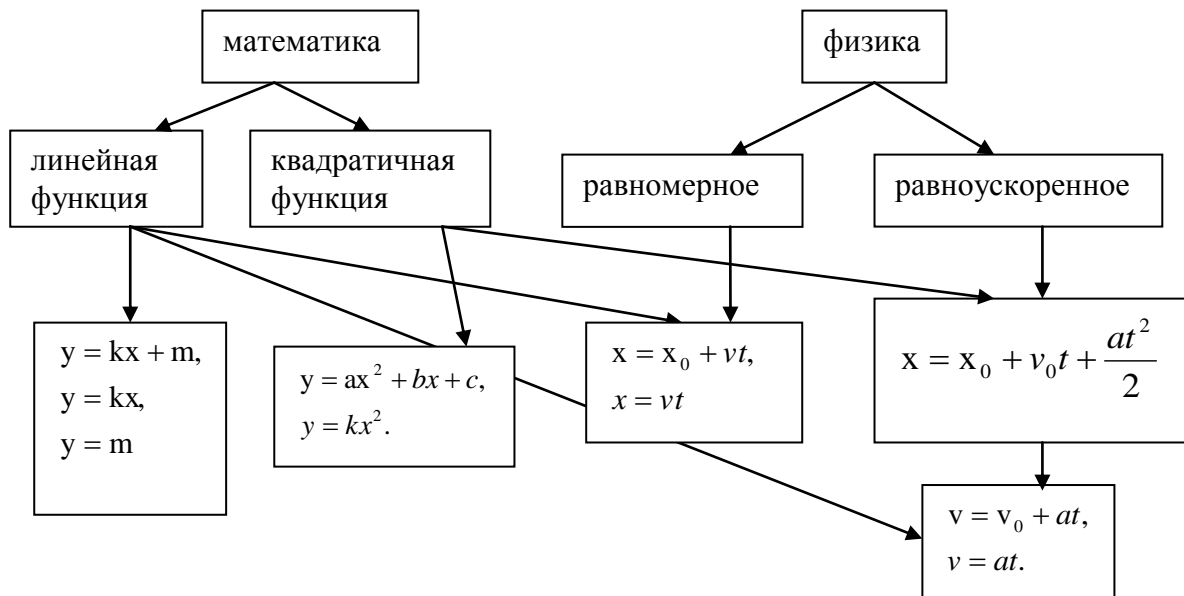 математика
физика
линейная
функция
квадратичная
функция
равномерное
равноускоренное
y = kx + m,
y = kx,
y = m
y = ax² + bx + c,
y = kx².
x = x₀ + vt,
x = vt
x = x₀ + v₀t + at²/2
v = v₀ + at,
v = at.